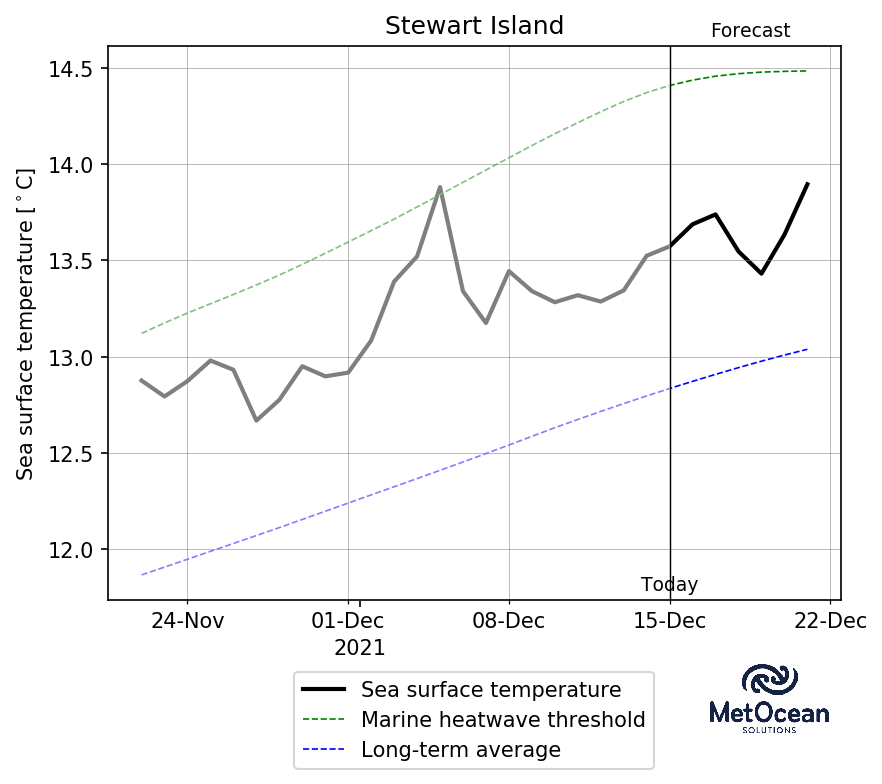 Stewart Island
Forecast
Sea surface temperature [°C]
14.5
14.0
13.5
13.0
12.5
12.0
Today
24-Nov
01-Dec
08-Dec
15-Dec
22-Dec
2021
Sea surface temperature
Marine heatwave threshold
Long-term average
MetOcean
SOLUTIONS